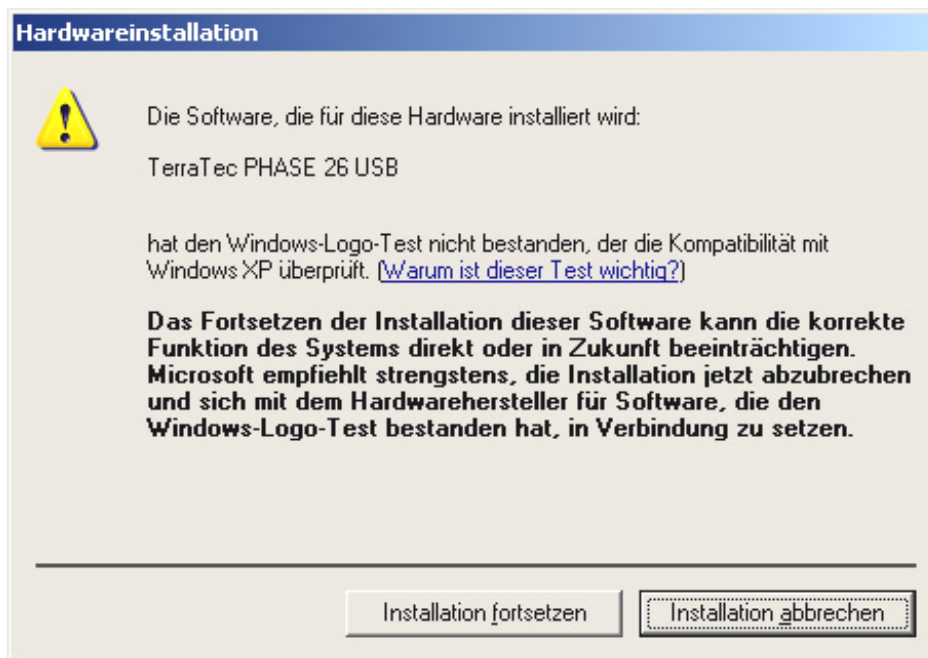 Hardwareinstallation
Die Software, die für diese Hardware installiert wird:
TerraTec PHASE 26 USB
hat den Windows-Logo-Test nicht bestanden, der die Kompatibilität mit
Windows XP überprüft. (Warum ist dieser Test wichtig?)
Das Fortsetzen der Installation dieser Software kann die korrekte
Funktion des Systems direkt oder in Zukunft beeinträchtigen.
Microsoft empfiehlt strengstens, die Installation jetzt abzubrechen
und sich mit dem Hardwarehersteller für Software, die den
Windows-Logo-Test bestanden hat, in Verbindung zu setzen.
Installation fortsetzen
Installation abbrechen